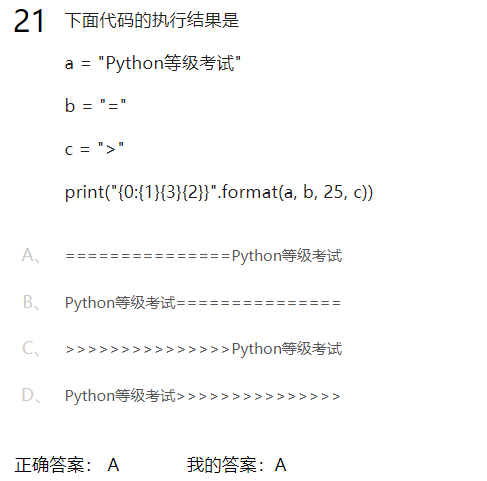 21 下面代码的执行结果是
a = "Python等级考试"
b = "="
c = ">"
print("{0:{1}{3}{2}}".format(a, b, 25, c))
A、 ===============Python等级考试
B、 Python等级考试===============
C、 >>>>>>>>>>>>>>>Python等级考试
D、 Python等级考试>>>>>>>>>>>>>>>
正确答案： A 我的答案：A